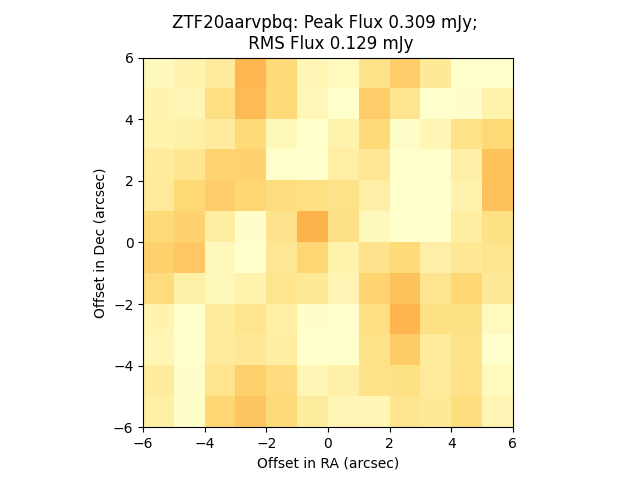 ZTF20aarvpbq: Peak Flux 0.309 mJy;
RMS Flux 0.129 mJy
6
4
2
0
−2
−4
−6
Offset in Dec (arcsec)
−6 −4 −2 0 2 4 6
Offset in RA (arcsec)